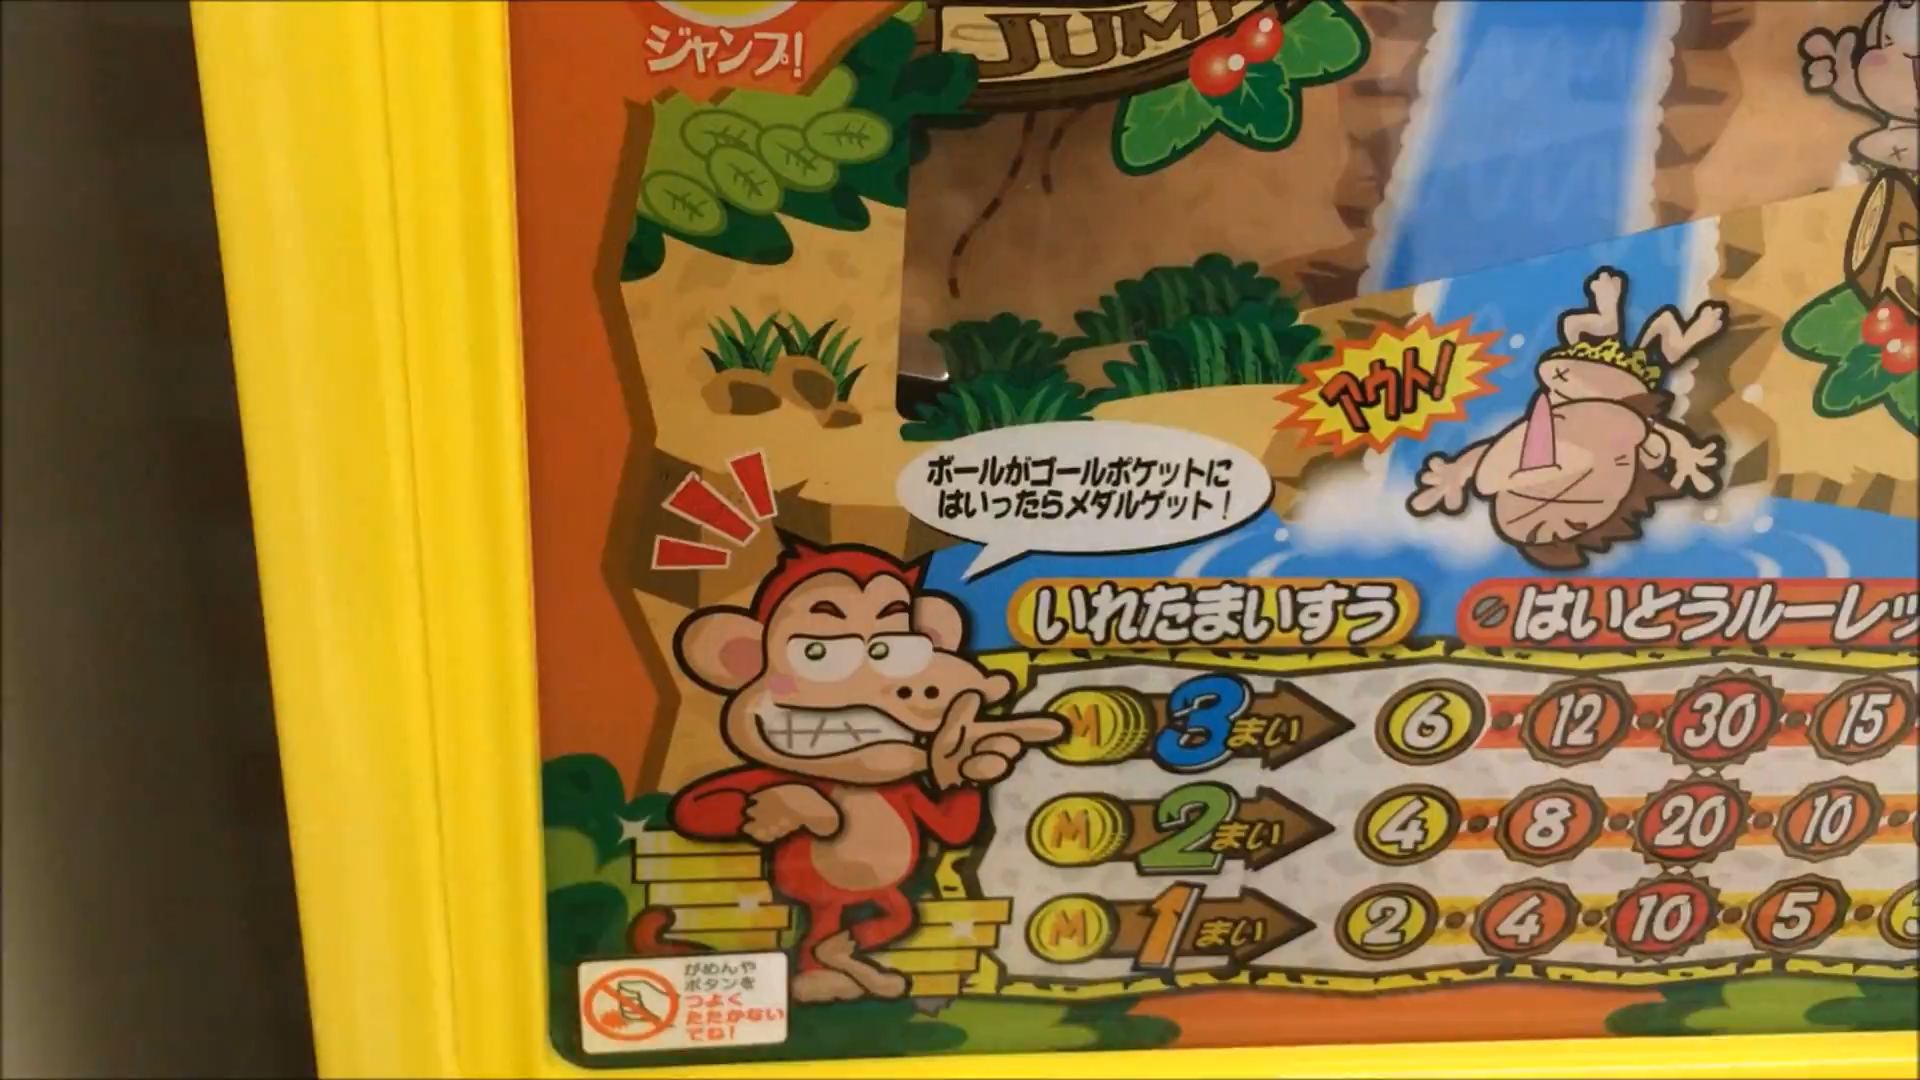 ジャンプ!
JUMP
アウト!
ボールがゴールポケットに
はいったらメダルゲット!
いれたまいすう
はいとうルーレッ
M 3まい 6 12 30 15
M 2まい 4 8 20 10
M 1まい 2 4 10 5
がめんや
ボタンを
つよく
たたかない
でね!